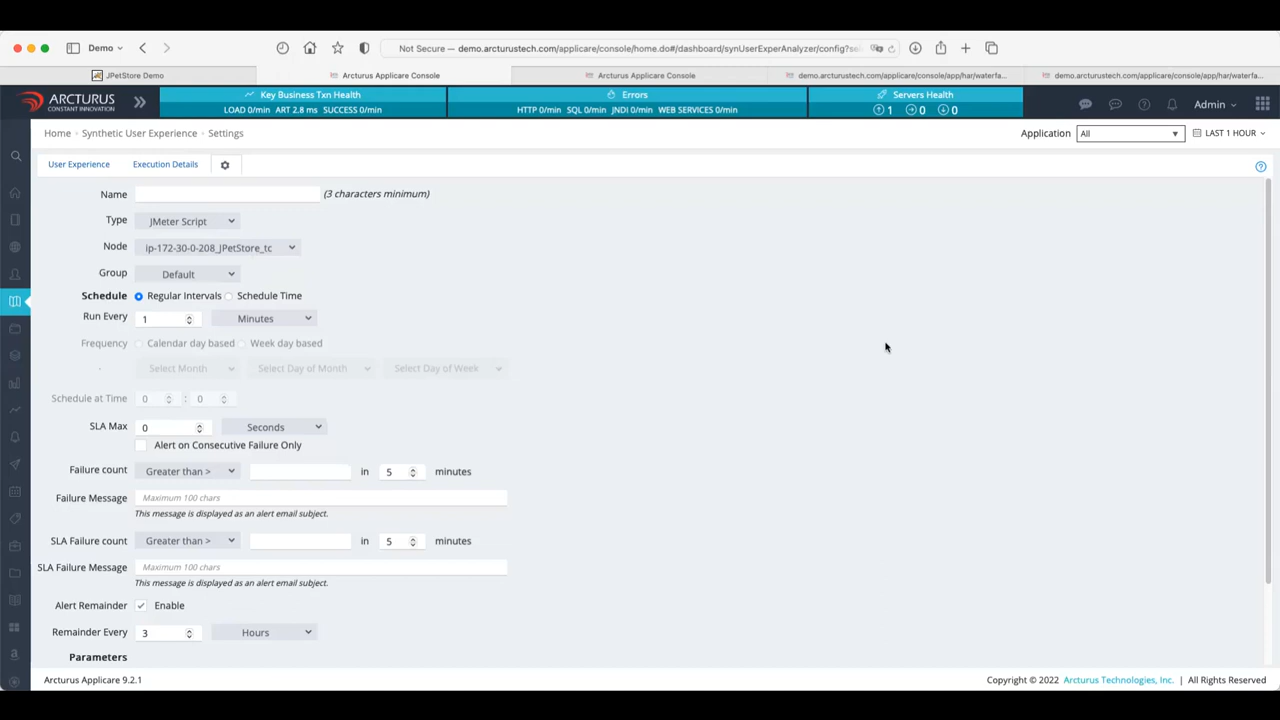 Demo
Not Secure — demo.arcturustech.com/applicare/console/home.do#/dashboard/synUserExperAnalyzer/config?se
JPetStore Demo
Arcturus Applicare Console
Arcturus Applicare Console
demo.arcturustech.com/applicare/console/app/har/waterfa...
demo.arcturustech.com/applicare/console/app/har/waterfa...
ARCTURUS
CONSTANT INNOVATION
Key Business Txn Health
LOAD 0/min ART 2.8 ms SUCCESS 0/min
Errors
HTTP 0/min SQL 0/min JNDI 0/min WEB SERVICES 0/min
Servers Health
1 0 0
Admin
Home Synthetic User Experience Settings
Application All LAST 1 HOUR
User Experience Execution Details
Name (3 characters minimum)
Type JMeter Script
Node ip-172-30-0-208_JPetStore_tc
Group Default
Schedule Regular Intervals Schedule Time
Run Every 1 Minutes
Frequency Calendar day based Week day based
- Select Month Select Day of Month Select Day of Week
Schedule at Time 0 : 0
SLA Max 0 Seconds
Alert on Consecutive Failure Only
Failure count Greater than > in 5 minutes
Failure Message Maximum 100 chars
This message is displayed as an alert email subject.
SLA Failure count Greater than > in 5 minutes
SLA Failure Message Maximum 100 chars
This message is displayed as an alert email subject.
Alert Remainder Enable
Remainder Every 3 Hours
Parameters
Arcturus Applicare 9.2.1
Copyright © 2022 Arcturus Technologies, Inc. | All Rights Reserved